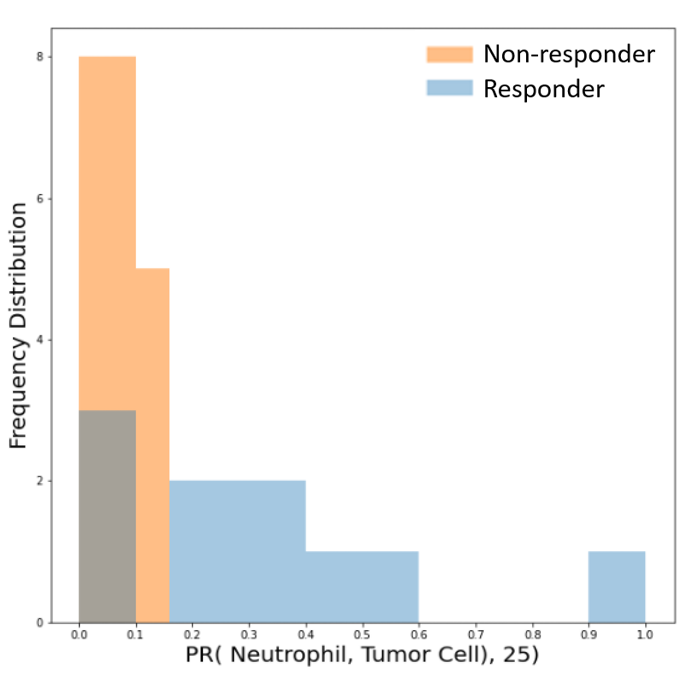 Non-responder
Responder
Frequency Distribution
8
6
4
2
0
0.0 0.1 0.2 0.3 0.4 0.5 0.6 0.7 0.8 0.9 1.0
PR( Neutrophil, Tumor Cell), 25)